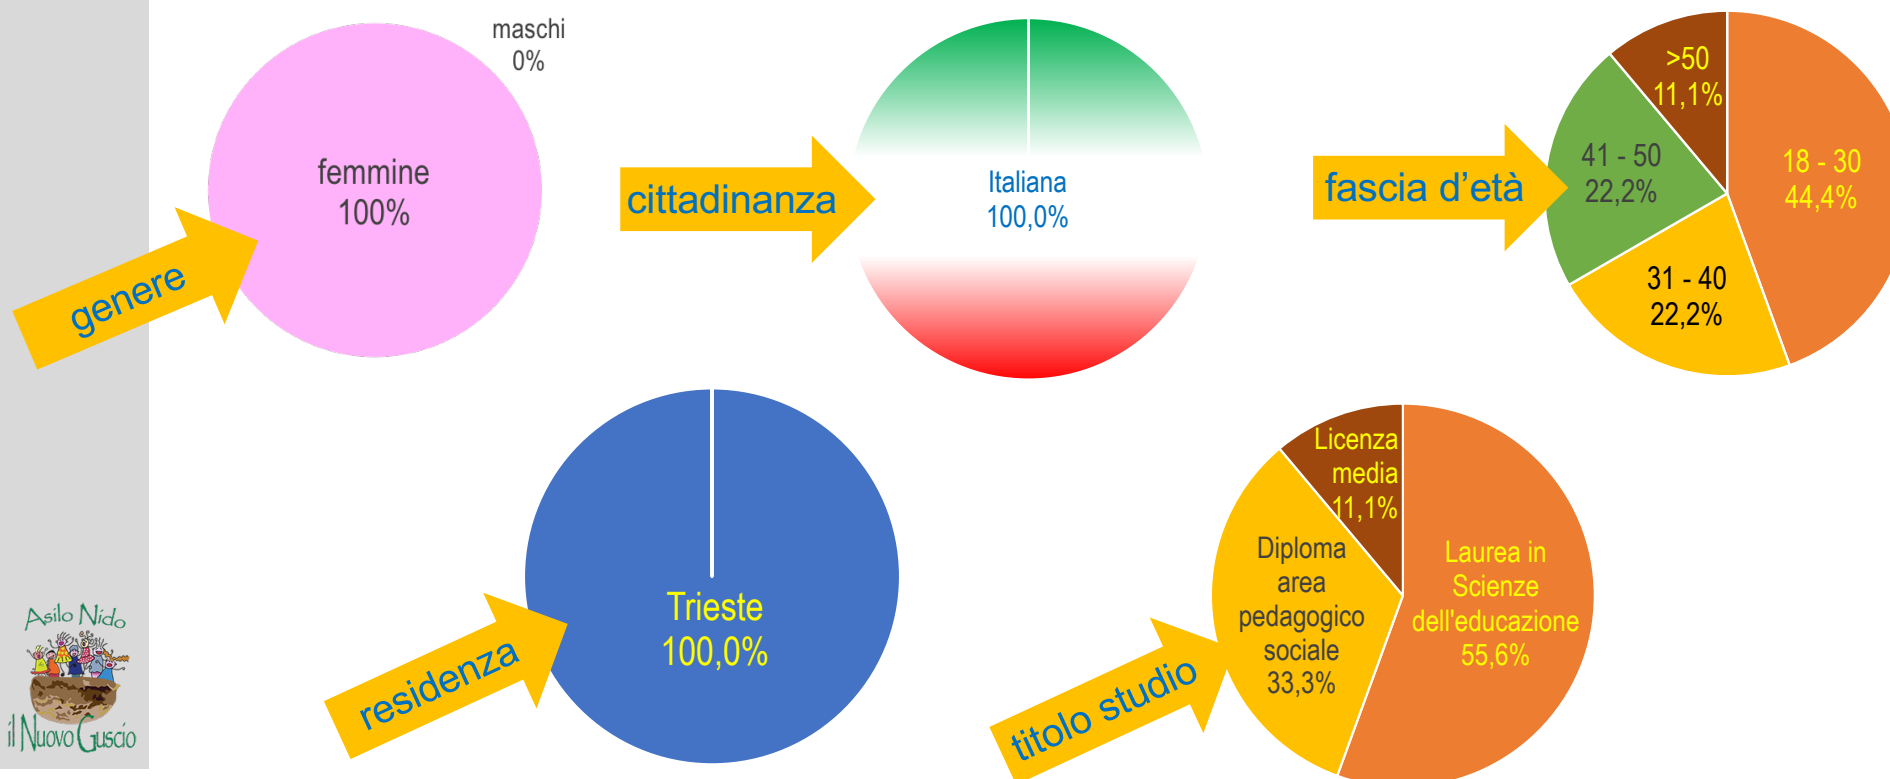 maschi
0%
femmine
100%
genere
cittadinanza
Italiana
100,0%
fascia d'età
>50
11,1%
41 - 50
22,2%
18 - 30
44,4%
31 - 40
22,2%
residenza
Trieste
100,0%
titolo studio
Licenza
media
11,1%
Diploma
area
pedagogico
sociale
33,3%
Laurea in
Scienze
dell'educazione
55,6%
Asilo Nido
il Nuovo Guscio